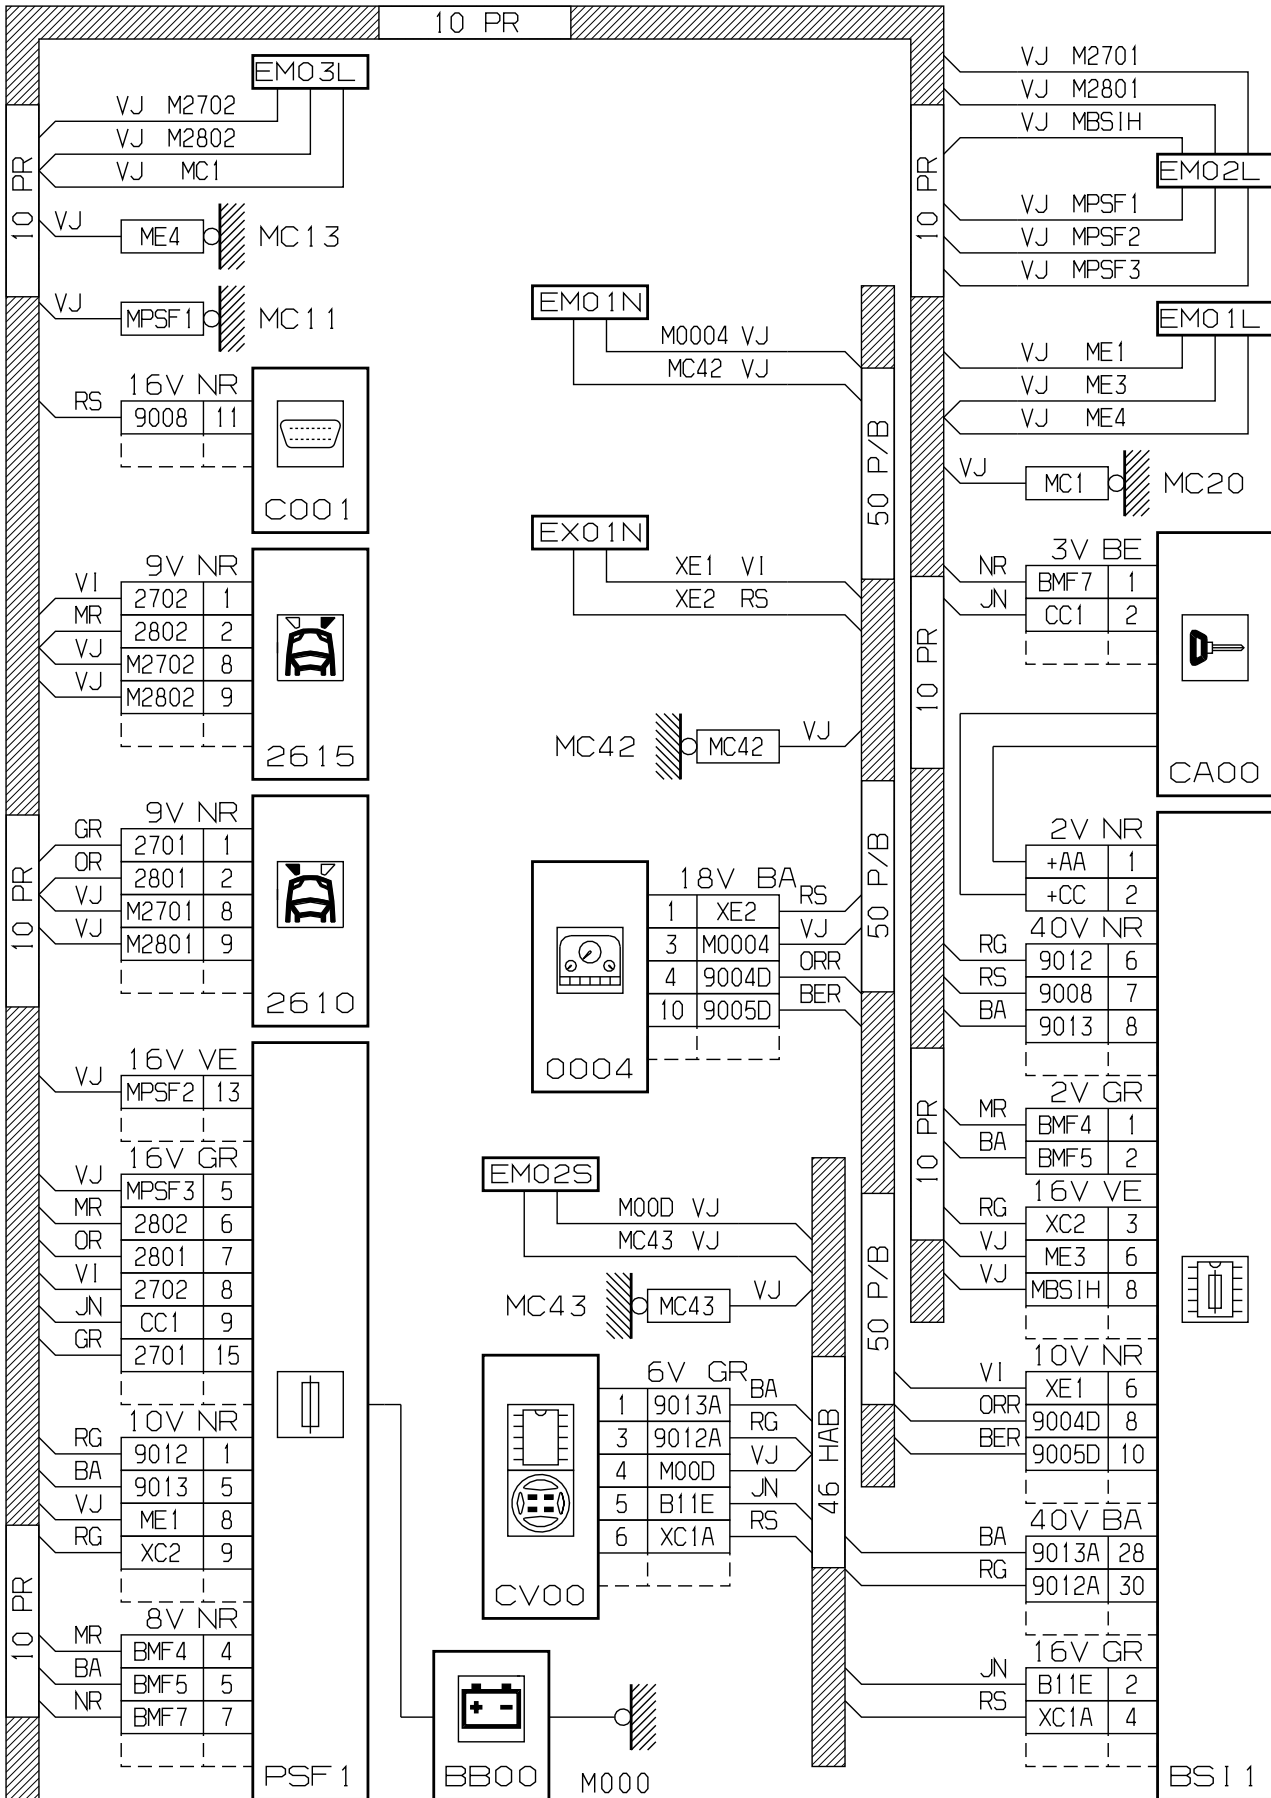 10 PR
EM03L
VJ M2702
VJ M2802
VJ MC1
10 PR
VJ ME4 MC13
VJ MPSF1 MC11
16V NR
RS 9008 11
C001
9V NR
VI 2702 1
MR 2802 2
VJ M2702 8
VJ M2802 9
2615
9V NR
GR 2701 1
OR 2801 2
VJ M2701 8
VJ M2801 9
10 PR
2610
16V VE
VJ MPSF2 13
16V GR
VJ MPSF3 5
MR 2802 6
OR 2801 7
VI 2702 8
JN CC1 9
GR 2701 15
10V NR
RG 9012 1
BA 9013 5
VJ ME1 8
RG XC2 9
10 PR
8V NR
MR BMF4 4
BA BMF5 5
NR BMF7 7
PSF1
EM01N
M0004 VJ
MC42 VJ
50 P/B
EX01N
XE1 VI
XE2 RS
MC42 MC42 VJ
50 P/B
18V BA
1 XE2 RS
3 M0004 VJ
4 9004D ORR
10 9005D BER
0004
EM02S
M00D VJ
MC43 VJ
MC43 MC43 VJ
50 P/B
6V GR
1 9013A BA
3 9012A RG
4 M00D VJ
5 B11E JN
6 XC1A RS
46 HAB
CV00
+ -
BB00
M000
VJ M2701
VJ M2801
VJ MBSIH
EM02L
10 PR
VJ MPSF1
VJ MPSF2
VJ MPSF3
EM01L
VJ ME1
VJ ME3
VJ ME4
VJ MC1 MC20
3V BE
NR BMF7 1
JN CC1 2
10 PR
CA00
2V NR
+AA 1
+CC 2
40V NR
RG 9012 6
RS 9008 7
BA 9013 8
10 PR
2V GR
MR BMF4 1
BA BMF5 2
16V VE
RG XC2 3
VJ ME3 6
VJ MBSIH 8
10V NR
VI XE1 6
ORR 9004D 8
BER 9005D 10
40V BA
BA 9013A 28
RG 9012A 30
16V GR
JN B11E 2
RS XC1A 4
BSI1